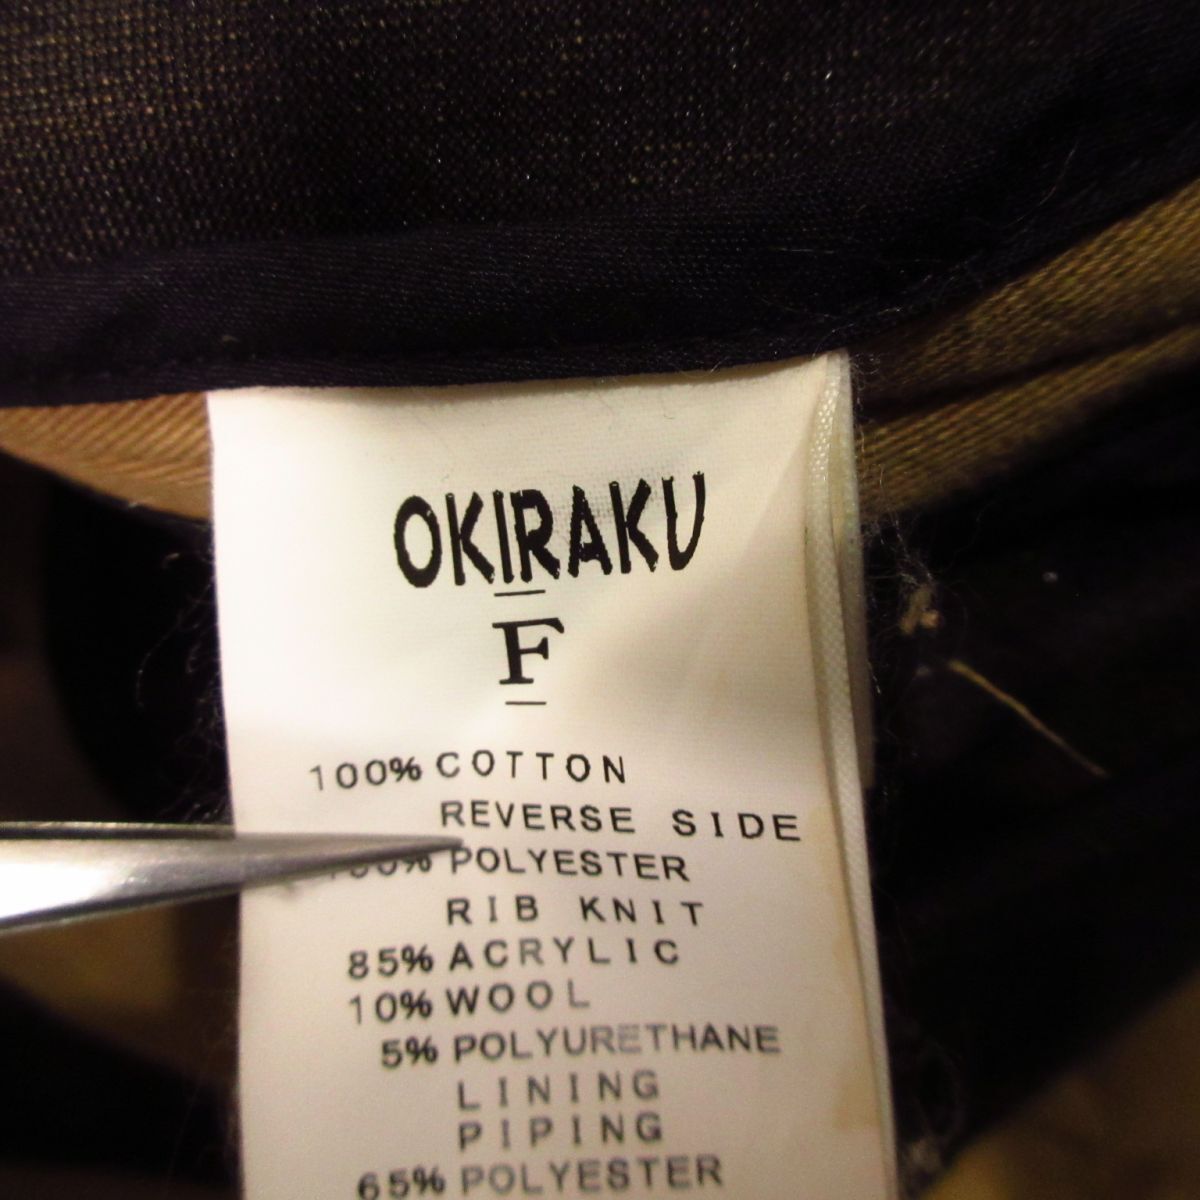 OKIRAKU
F
100% COTTON
REVERSE SIDE
POLYESTER
RIB KNIT
85% ACRYLIC
10% WOOL
5% POLYURETHANE
LINING
PIPING
65% POLYESTER